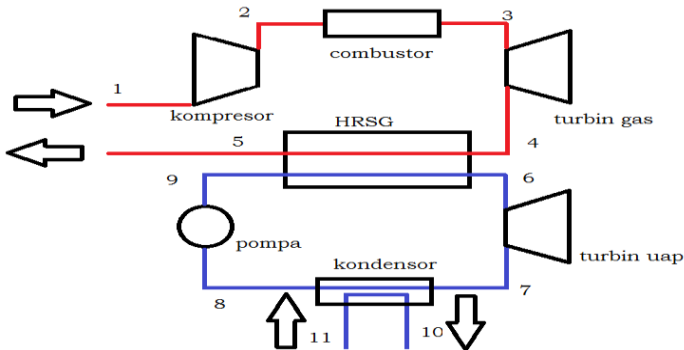 2
3
combustor
1
kompresor
turbin gas
HRSG
5
4
9
6
pompa
kondensor
turbin uap
8
7
11
10